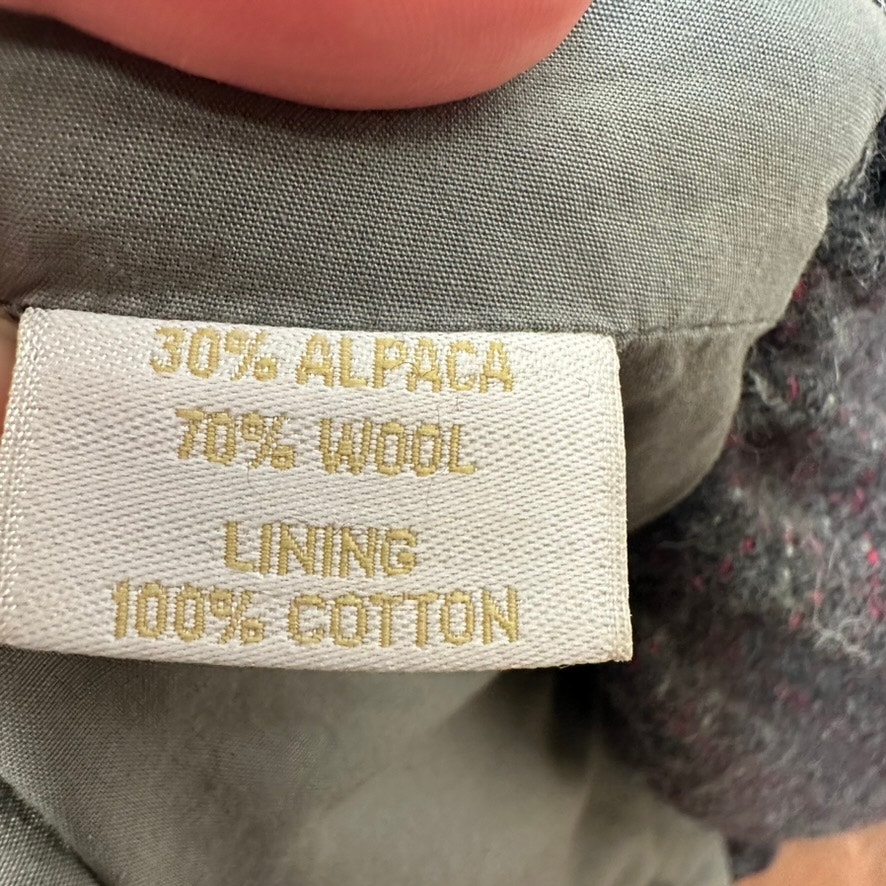 30% ALPACA
70% WOOL
LINING
100% COTTON